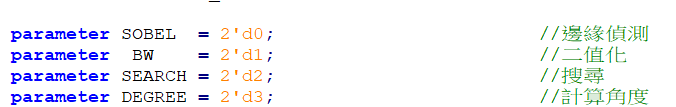 parameter SOBEL = 2'd0; //邊緣偵測
parameter BW = 2'd1; //二值化
parameter SEARCH = 2'd2; //搜尋
parameter DEGREE = 2'd3; //計算角度